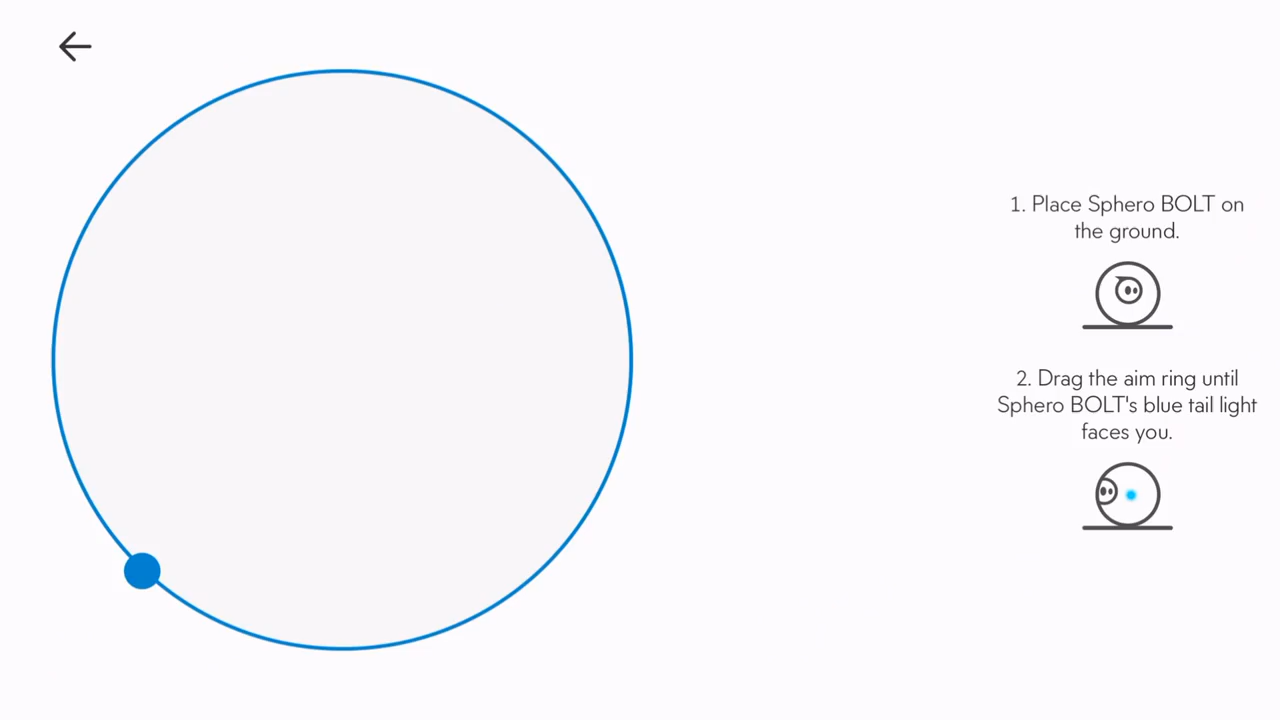 1. Place Sphero BOLT on
the ground.
2. Drag the aim ring until
Sphero BOLT's blue tail light
faces you.